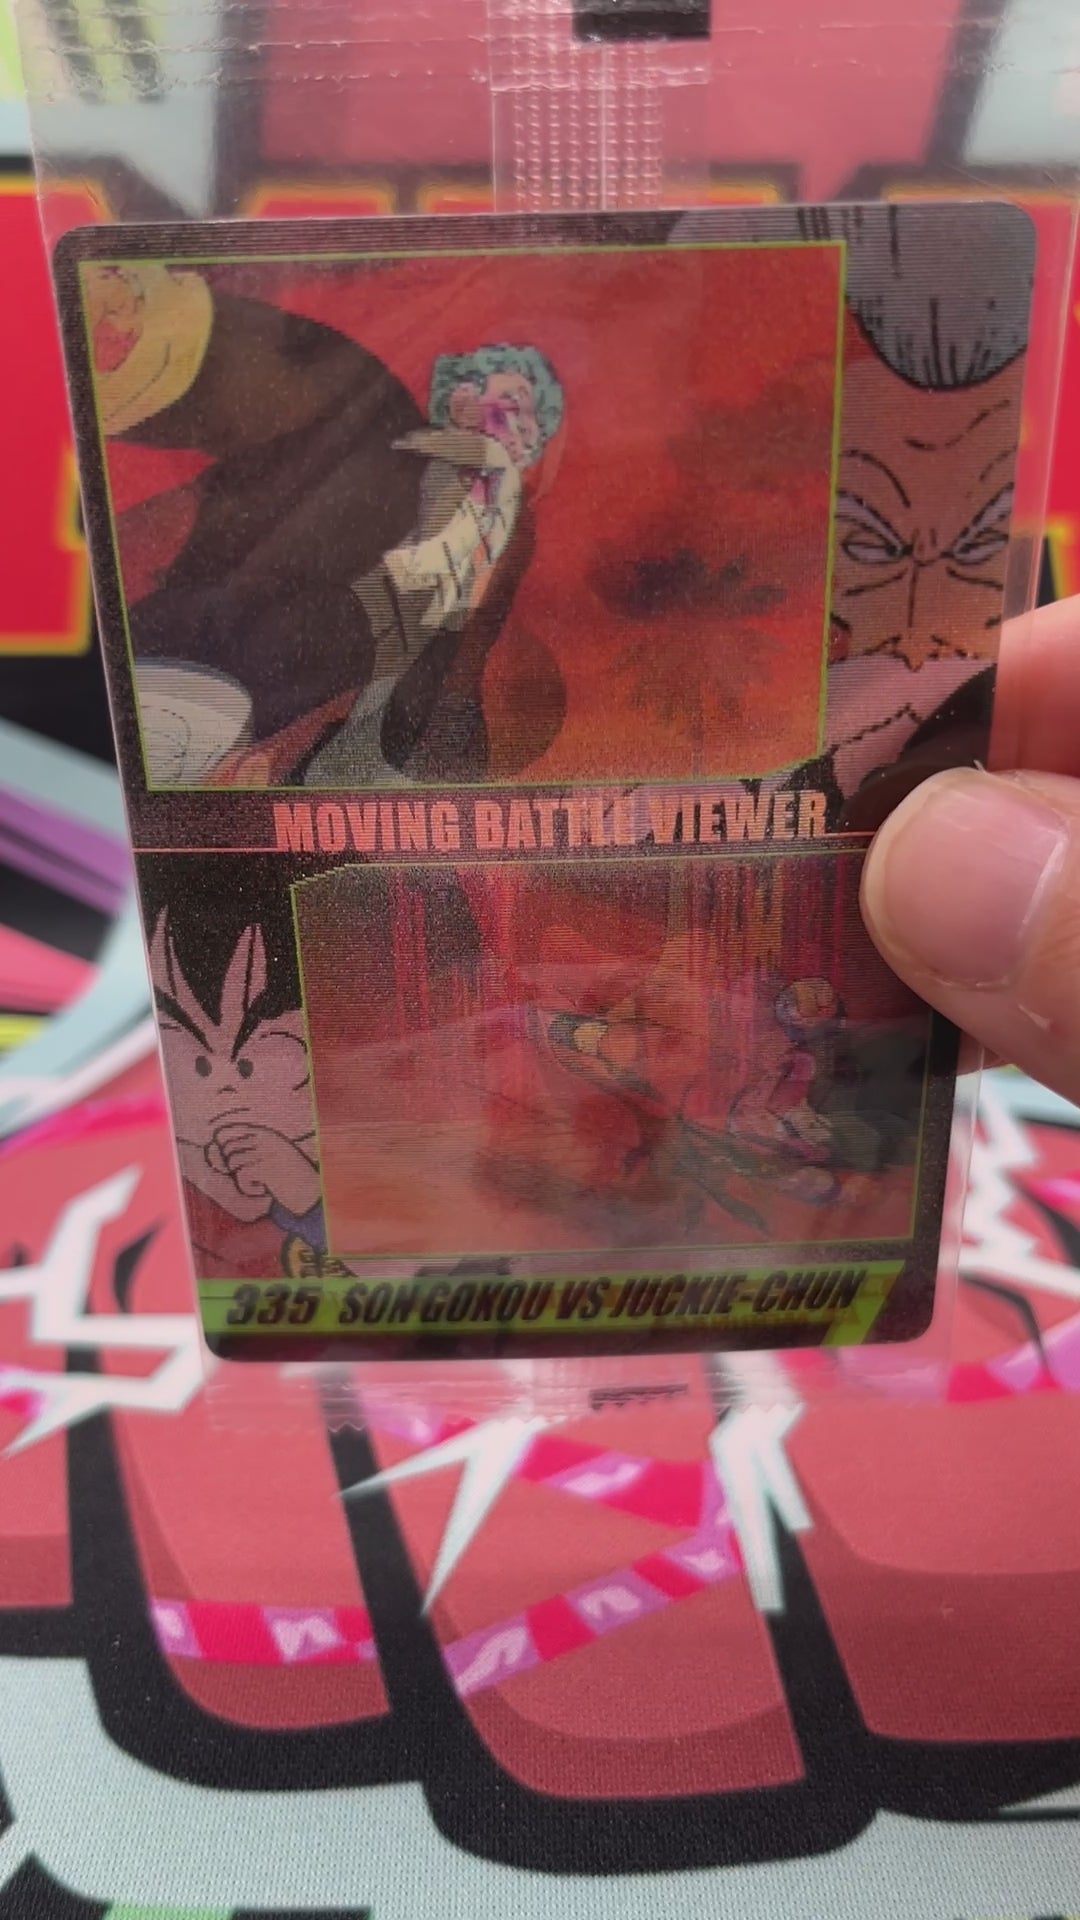 MOVING BATTLE VIEWER
335 SON GOKOU VS JUCKIE-CHUN